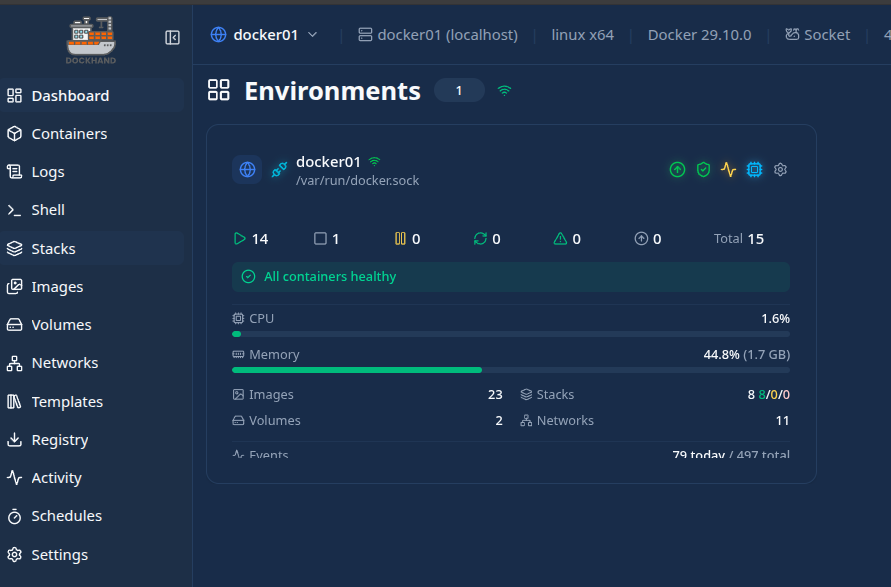 DOCKHAND
Dashboard
Containers
Logs
Shell
Stacks
Images
Volumes
Networks
Templates
Registry
Activity
Schedules
Settings
docker01 docker01 (localhost) linux x64 Docker 29.10.0 Socket 4
Environments 1
docker01
/var/run/docker.sock
14 1 0 0 0 0 Total 15
All containers healthy
CPU 1.6%
Memory 44.8% (1.7 GB)
Images 23 Stacks 8 8/0/0
Volumes 2 Networks 11
Events 79 today / 497 total